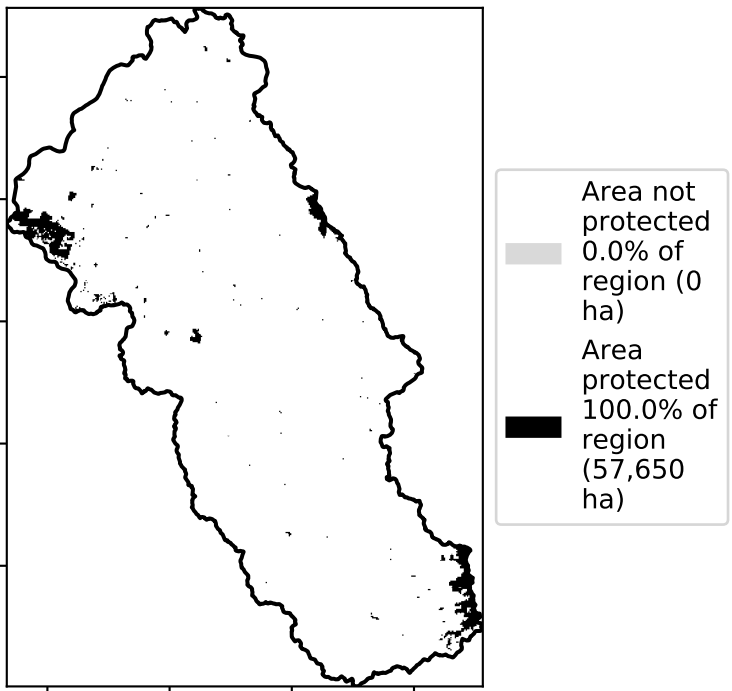 Area not
protected
0.0% of
region (0
ha)
Area
protected
100.0% of
region
(57,650
ha)